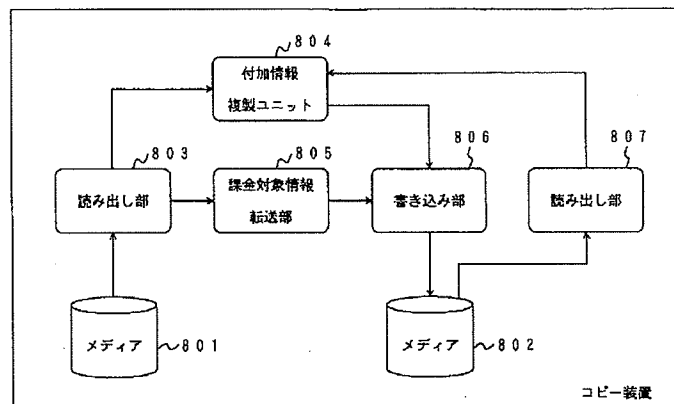 ８０４
付加情報
複製ユニット
８０３
８０５
８０６
８０７
読み出し部
課金対象情報
転送部
書き込み部
読み出し部
メディア
８０１
メディア
８０２
コピー装置